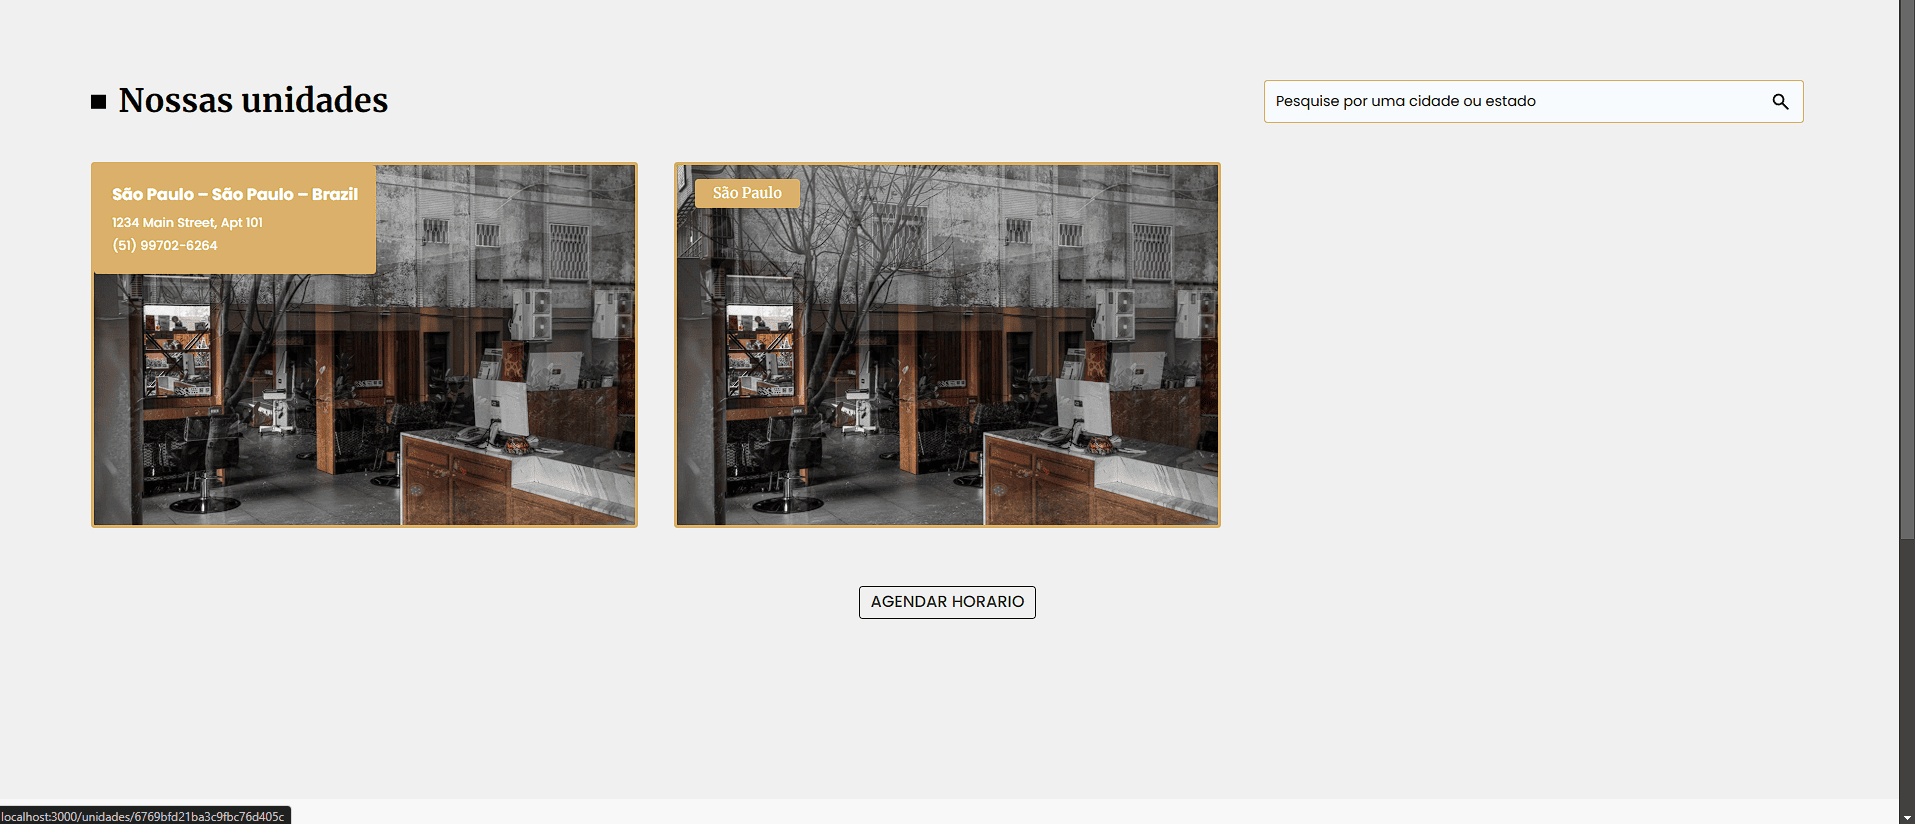 Nossas unidades
Pesquise por uma cidade ou estado
São Paulo – São Paulo – Brazil
1234 Main Street, Apt 101
(51) 99702-6264
São Paulo
AGENDAR HORARIO
localhost:3000/unidades/6769bfd21ba3c9fbc76d405c